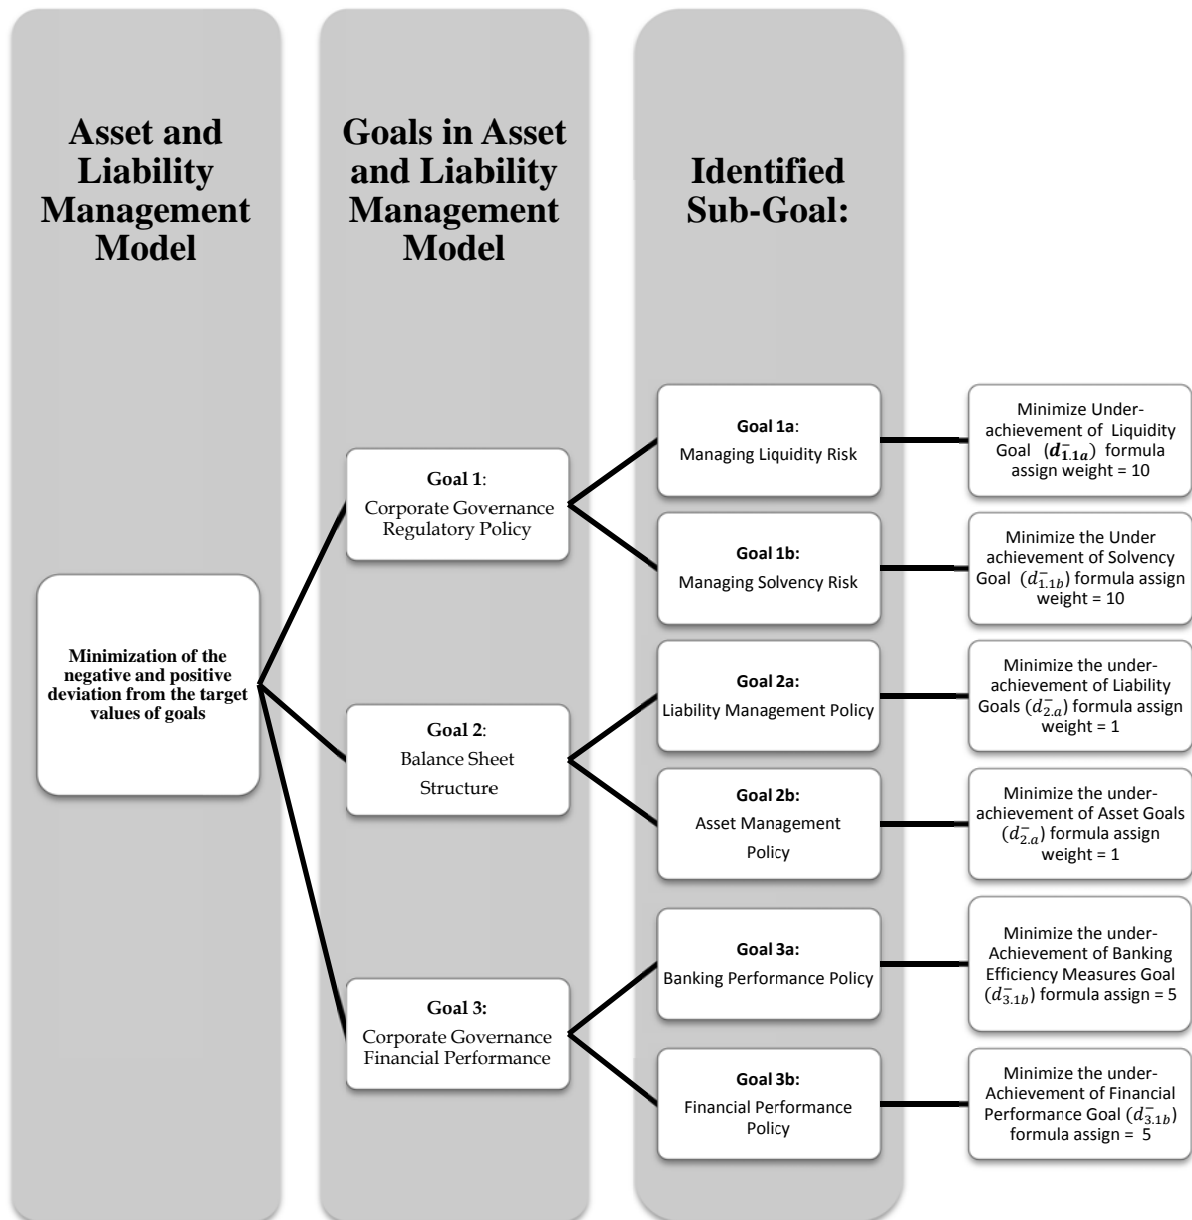 Asset and
Liability
Management
Model
Goals in Asset
and Liability
Management
Model
Identified
Sub-Goal:
Minimization of the
negative and positive
deviation from the target
values of goals
Goal 1:
Corporate Governance
Regulatory Policy
Goal 2:
Balance Sheet
Structure
Goal 3:
Corporate Governance
Financial Performance
Goal 1a:
Managing Liquidity Risk
Goal 1b:
Managing Solvency Risk
Goal 2a:
Liability Management Policy
Goal 2b:
Asset Management
Policy
Goal 3a:
Banking Performance Policy
Goal 3b:
Financial Performance
Policy
Minimize Under-
achievement of Liquidity
Goal (d⁻₁.₁ₐ) formula
assign weight = 10
Minimize the Under
achievement of Solvency
Goal (d⁻_{1.1b}) formula assign
weight = 10
Minimize the under-
achievement of Liability
Goals (d⁻_{2.a}) formula assign
weight = 1
Minimize the under-
achievement of Asset Goals
(d⁻_{2.a}) formula assign
weight = 1
Minimize the under-
Achievement of Banking
Efficiency Measures Goal
(d⁻_{3.1b}) formula assign = 5
Minimize the under-
Achievement of Financial
Performance Goal (d⁻_{3.1b})
formula assign = 5